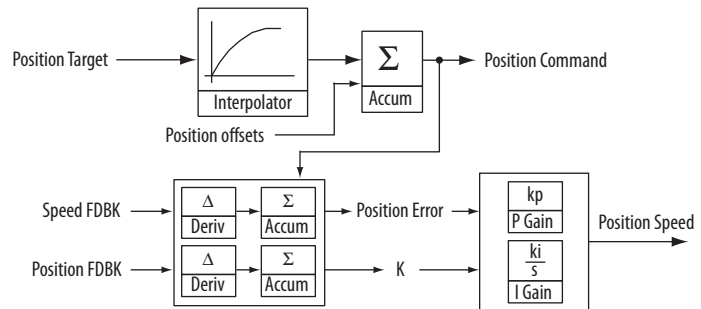 Position Target
Interpolator
Σ
Accum
Position Command
Position offsets
Speed FDBK
Δ
Deriv
Σ
Accum
Position Error
kp
P Gain
Position Speed
Position FDBK
Δ
Deriv
Σ
Accum
K
ki
s
I Gain